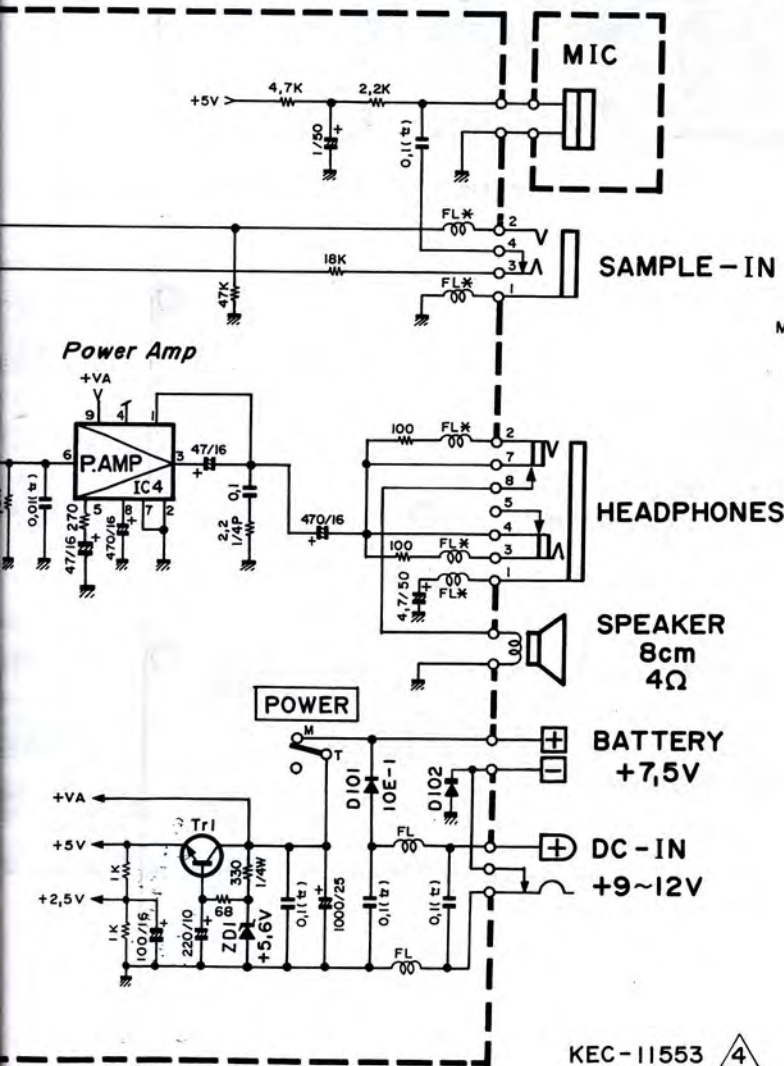 MIC
+5V
4,7K
2,2K
1/50
+
0,1(セ)
FL*
2
4
18K
3
47K
FL*
1
SAMPLE-IN
M
Power Amp
+VA
9
4
1
6
P.AMP
3
47/16
+
IC4
5
8
7
2
0,01(セ)
270
47/16
+
470/16
+
0,1
2,2
1/4P
470/16
+
100
FL*
2
7
8
5
4
100
FL*
3
4,7/50
+
FL*
1
HEADPHONES
SPEAKER
8cm
4Ω
POWER
M
T
+
BATTERY
−
+7,5V
D101
10E-1
D102
+VA
Tr1
+5V
1K
+2,5V
1K
100/16
+
220/10
+
68
330
1/4W
ZD1
+5,6V
0,1(セ)
1000/25
+
0,1(セ)
FL
0,1(セ)
FL
+
DC-IN
+9~12V
KEC-11553
4